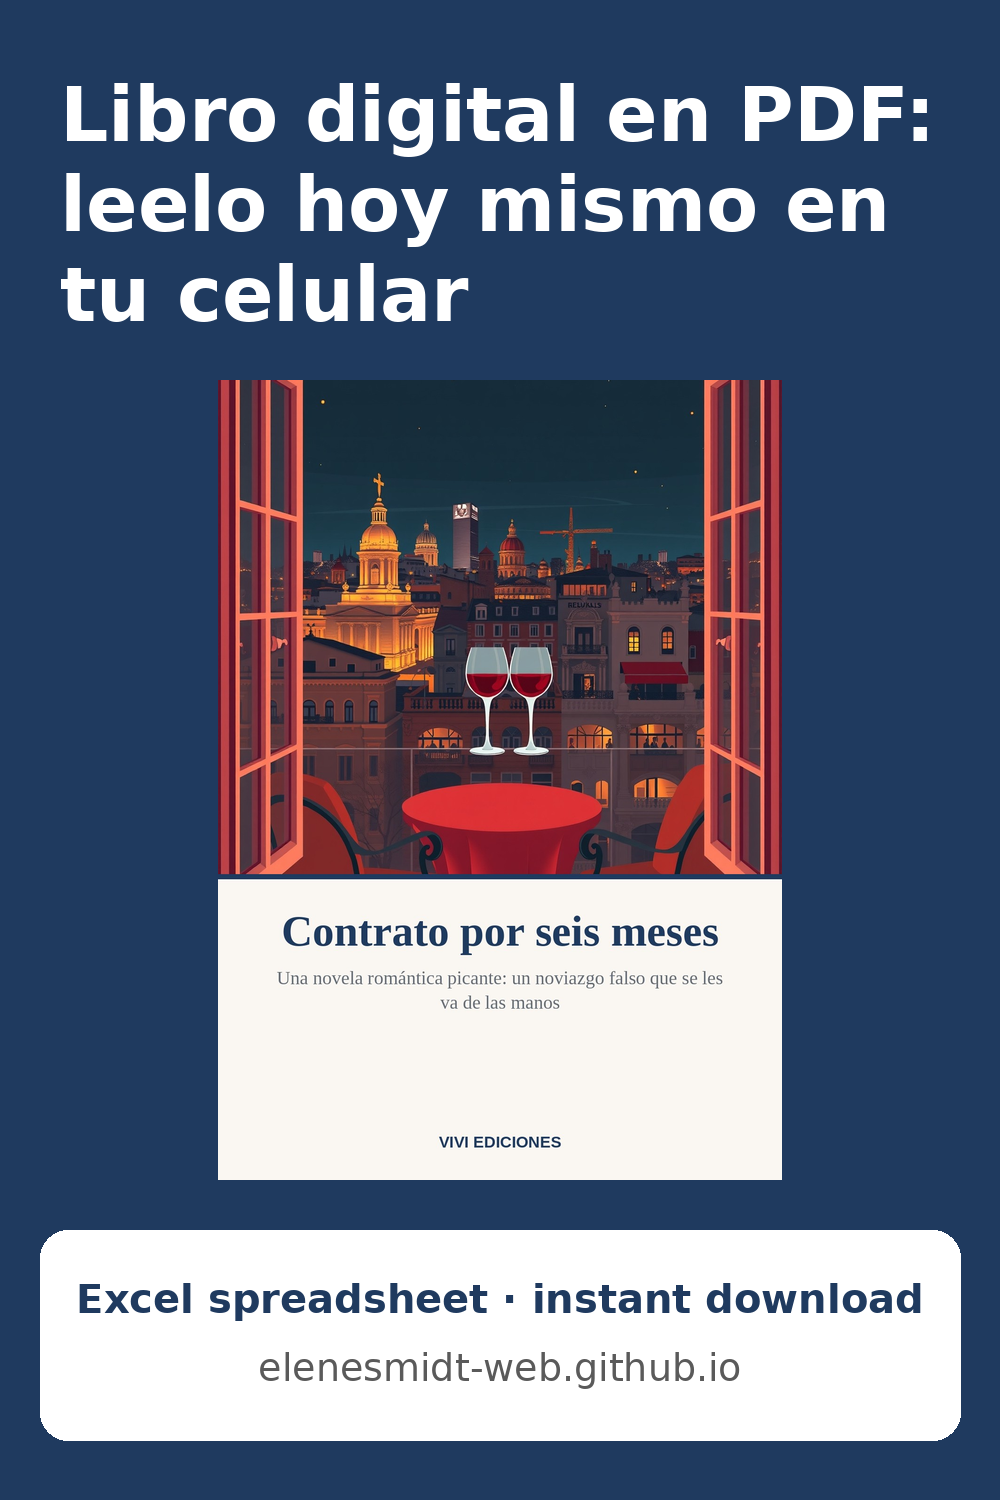 Libro digital en PDF:
leelo hoy mismo en
tu celular
Contrato por seis meses
Una novela romántica picante: un noviazgo falso que se les
va de las manos
VIVI EDICIONES
Excel spreadsheet · instant download
elenesmidt-web.github.io